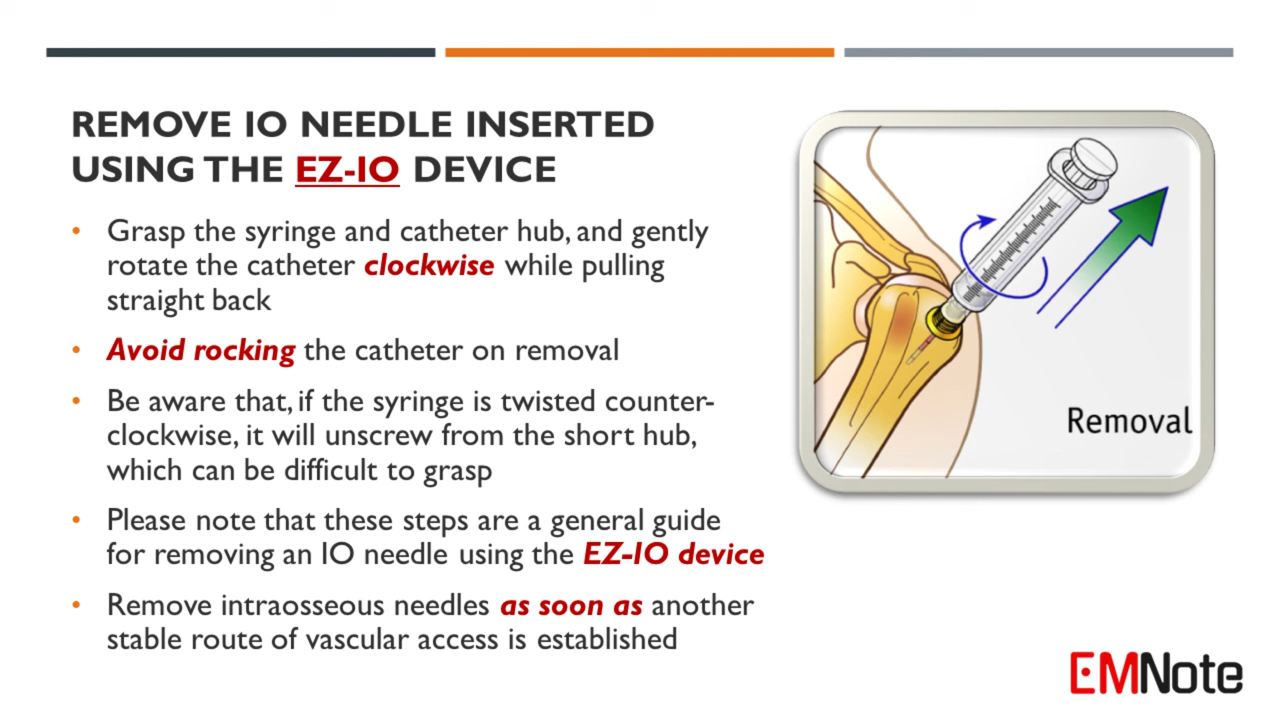 REMOVE IO NEEDLE INSERTED
USING THE EZ-IO DEVICE
• Grasp the syringe and catheter hub, and gently
rotate the catheter clockwise while pulling
straight back
• Avoid rocking the catheter on removal
• Be aware that, if the syringe is twisted counter-
clockwise, it will unscrew from the short hub,
which can be difficult to grasp
• Please note that these steps are a general guide
for removing an IO needle using the EZ-IO device
• Remove intraosseous needles as soon as another
stable route of vascular access is established
Removal
EMNote